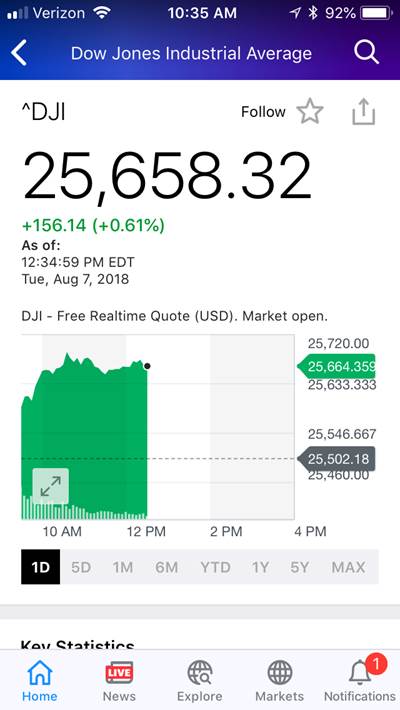 Verizon 10:35 AM 92%
Dow Jones Industrial Average
^DJI Follow
25,658.32
+156.14 (+0.61%)
As of:
12:34:59 PM EDT
Tue, Aug 7, 2018
DJI - Free Realtime Quote (USD). Market open.
25,720.00
25,664.359
25,633.333
25,546.667
25,502.18
25,460.00
10 AM 12 PM 2 PM 4 PM
1D 5D 1M 6M YTD 1Y 5Y MAX
Key Statistics
LIVE 1
Home News Explore Markets Notifications